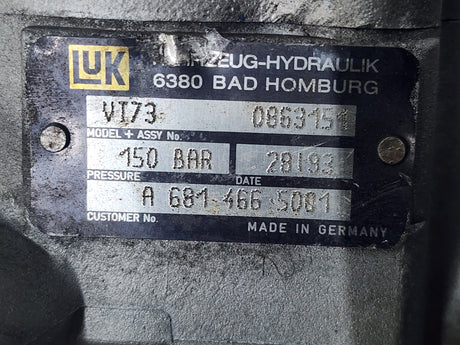 LUK
ZEUG-HYDRAULIK
6380 BAD HOMBURG
VI73 0863151
MODEL + ASSY No.
150 BAR 28193
PRESSURE DATE
A 681 466 5081
CUSTOMER No.
MADE IN GERMANY